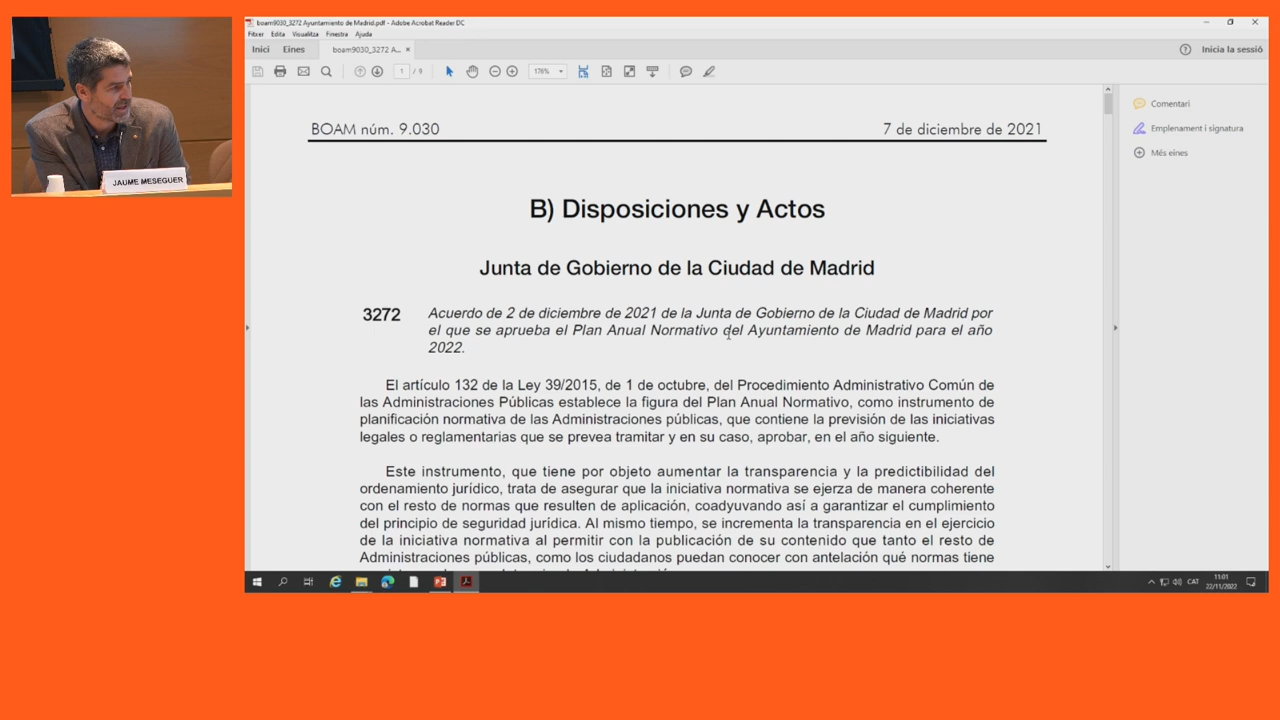 JAUME MESEGUER
boam9030_3272 Ayuntamiento de Madrid.pdf - Adobe Acrobat Reader DC
Fitxer Edita Visualitza Finestra Ajuda
Inici Eines boam9030_3272 A... ×
Inicia la sessió
1 / 9 176%
BOAM núm. 9.030 7 de diciembre de 2021
B) Disposiciones y Actos
Junta de Gobierno de la Ciudad de Madrid
3272 Acuerdo de 2 de diciembre de 2021 de la Junta de Gobierno de la Ciudad de Madrid por
el que se aprueba el Plan Anual Normativo del Ayuntamiento de Madrid para el año
2022.
El artículo 132 de la Ley 39/2015, de 1 de octubre, del Procedimiento Administrativo Común de
las Administraciones Públicas establece la figura del Plan Anual Normativo, como instrumento de
planificación normativa de las Administraciones públicas, que contiene la previsión de las iniciativas
legales o reglamentarias que se prevea tramitar y en su caso, aprobar, en el año siguiente.
Este instrumento, que tiene por objeto aumentar la transparencia y la predictibilidad del
ordenamiento jurídico, trata de asegurar que la iniciativa normativa se ejerza de manera coherente
con el resto de normas que resulten de aplicación, coadyuvando así a garantizar el cumplimiento
del principio de seguridad jurídica. Al mismo tiempo, se incrementa la transparencia en el ejercicio
de la iniciativa normativa al permitir con la publicación de su contenido que tanto el resto de
Administraciones públicas, como los ciudadanos puedan conocer con antelación qué normas tiene
Comentari
Emplenament i signatura
Més eines
CAT
11:01
22/11/2022